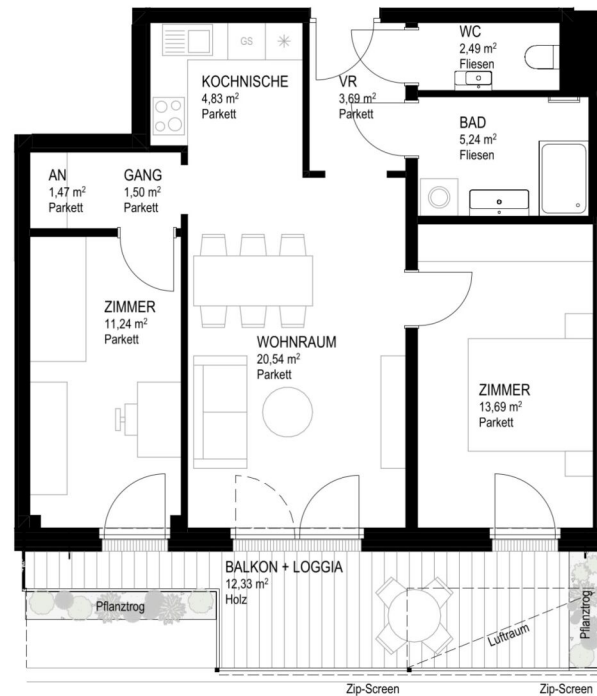 WC
2,49 m²
Fliesen
GS
KOCHNISCHE
4,83 m²
Parkett
VR
3,69 m²
Parkett
BAD
5,24 m²
Fliesen
AN
1,47 m²
Parkett
GANG
1,50 m²
Parkett
ZIMMER
11,24 m²
Parkett
WOHNRAUM
20,54 m²
Parkett
ZIMMER
13,69 m²
Parkett
BALKON + LOGGIA
12,33 m²
Holz
Pflanztrog
Luftraum
Pflanztrog
Zip-Screen
Zip-Screen